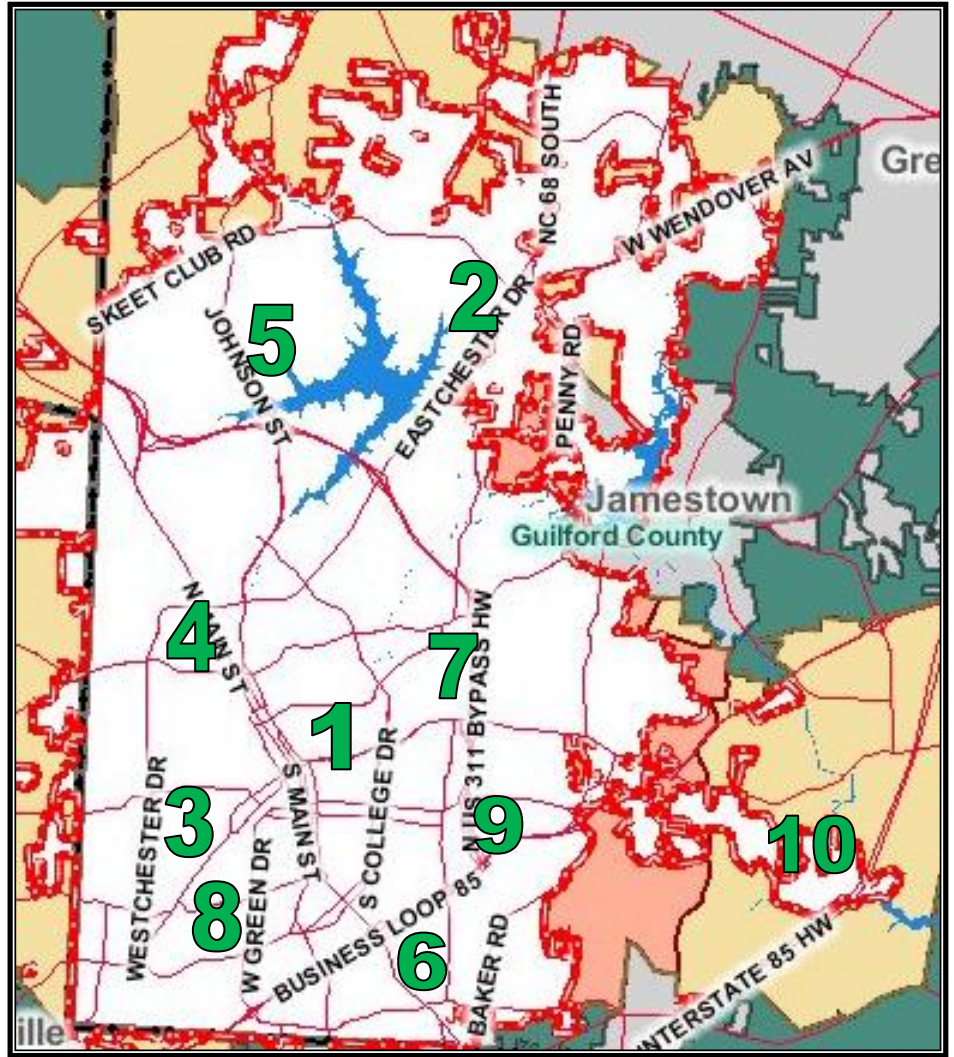 NC 68 SOUTH
Gre
W WENDOVER AV
SKEET CLUB RD
2
5
JOHNSON ST
EASTCHESTER DR
PENNY RD
Jamestown
Guilford County
4
N MAIN ST
7
N US 311 BYPASS HW
1
S MAIN ST
S COLLEGE DR
WESTCHESTER DR
3
9
10
W GREEN DR
8
BUSINESS LOOP 85
6
BAKER RD
INTERSTATE 85 HW
ille